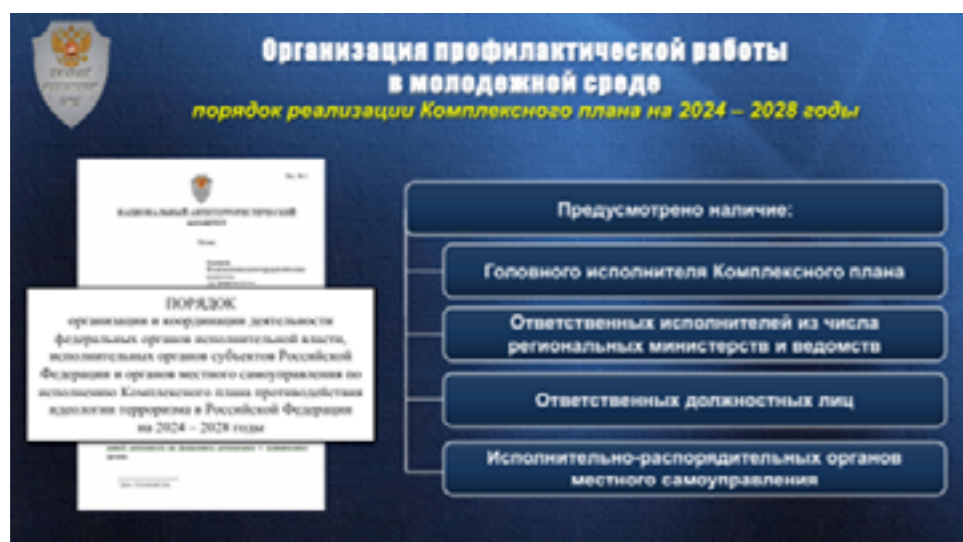 Организация профилактической работы
в молодежной среде
порядок реализации Комплексного плана на 2024 – 2028 годы
НАЦИОНАЛЬНЫЙ АНТИТЕРРОРИСТИЧЕСКИЙ
КОМИТЕТ
ПОРЯДОК
организации и координации деятельности
федеральных органов исполнительной власти,
исполнительных органов субъектов Российской
Федерации и органов местного самоуправления по
исполнению Комплексного плана противодействия
идеологии терроризма в Российской Федерации
на 2024 – 2028 годы
Предусмотрено наличие:
Головного исполнителя Комплексного плана
Ответственных исполнителей из числа
региональных министерств и ведомств
Ответственных должностных лиц
Исполнительно-распорядительных органов
местного самоуправления